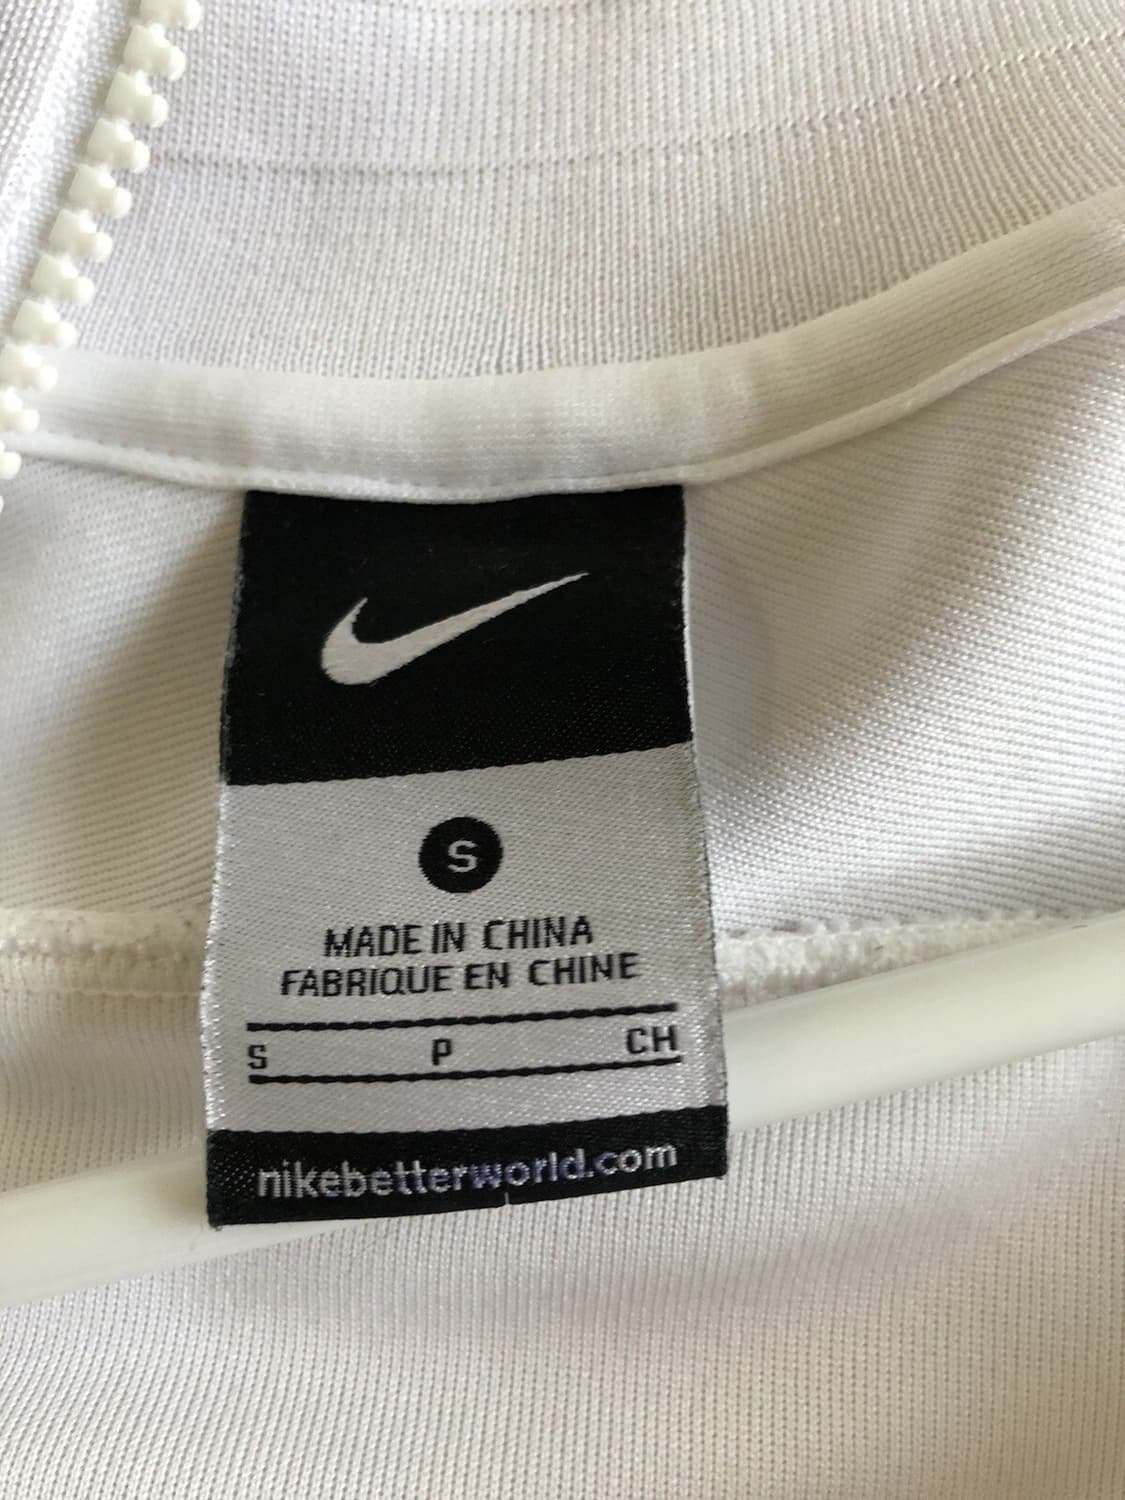 S
MADE IN CHINA
FABRIQUE EN CHINE
S P CH
nikebetterworld.com